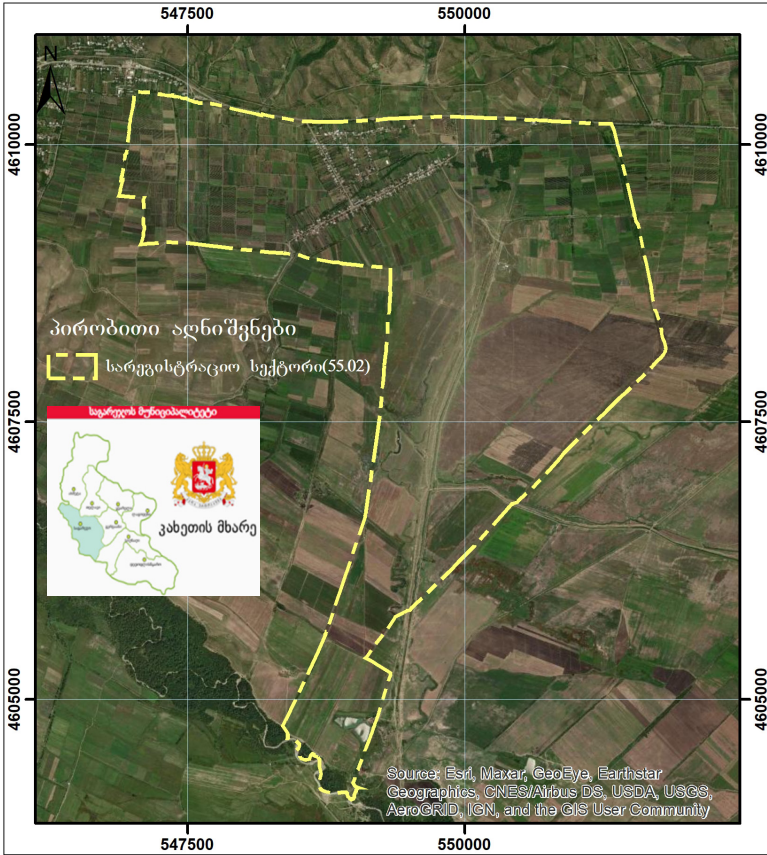 547500
550000
N
4610000
4610000
პირობითი აღნიშვნები
სარეგისტრაციო სექტორი(55.02)
4607500
4607500
საგარეჯოს მუნიციპალიტეტი
კახეთის მხარე
4605000
4605000
Source: Esri, Maxar, GeoEye, Earthstar
Geographics, CNES/Airbus DS, USDA, USGS,
AeroGRID, IGN, and the GIS User Community
547500
550000